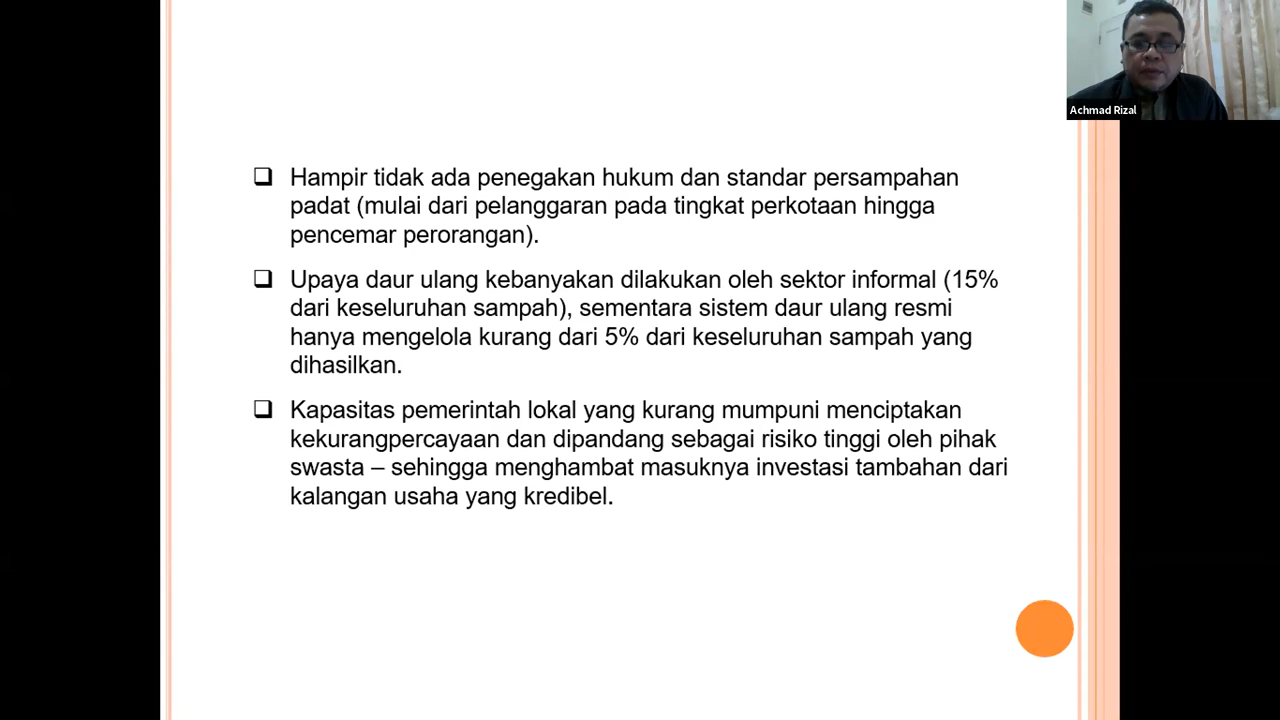 Achmad Rizal
Hampir tidak ada penegakan hukum dan standar persampahan
padat (mulai dari pelanggaran pada tingkat perkotaan hingga
pencemar perorangan).
Upaya daur ulang kebanyakan dilakukan oleh sektor informal (15%
dari keseluruhan sampah), sementara sistem daur ulang resmi
hanya mengelola kurang dari 5% dari keseluruhan sampah yang
dihasilkan.
Kapasitas pemerintah lokal yang kurang mumpuni menciptakan
kekurangpercayaan dan dipandang sebagai risiko tinggi oleh pihak
swasta – sehingga menghambat masuknya investasi tambahan dari
kalangan usaha yang kredibel.